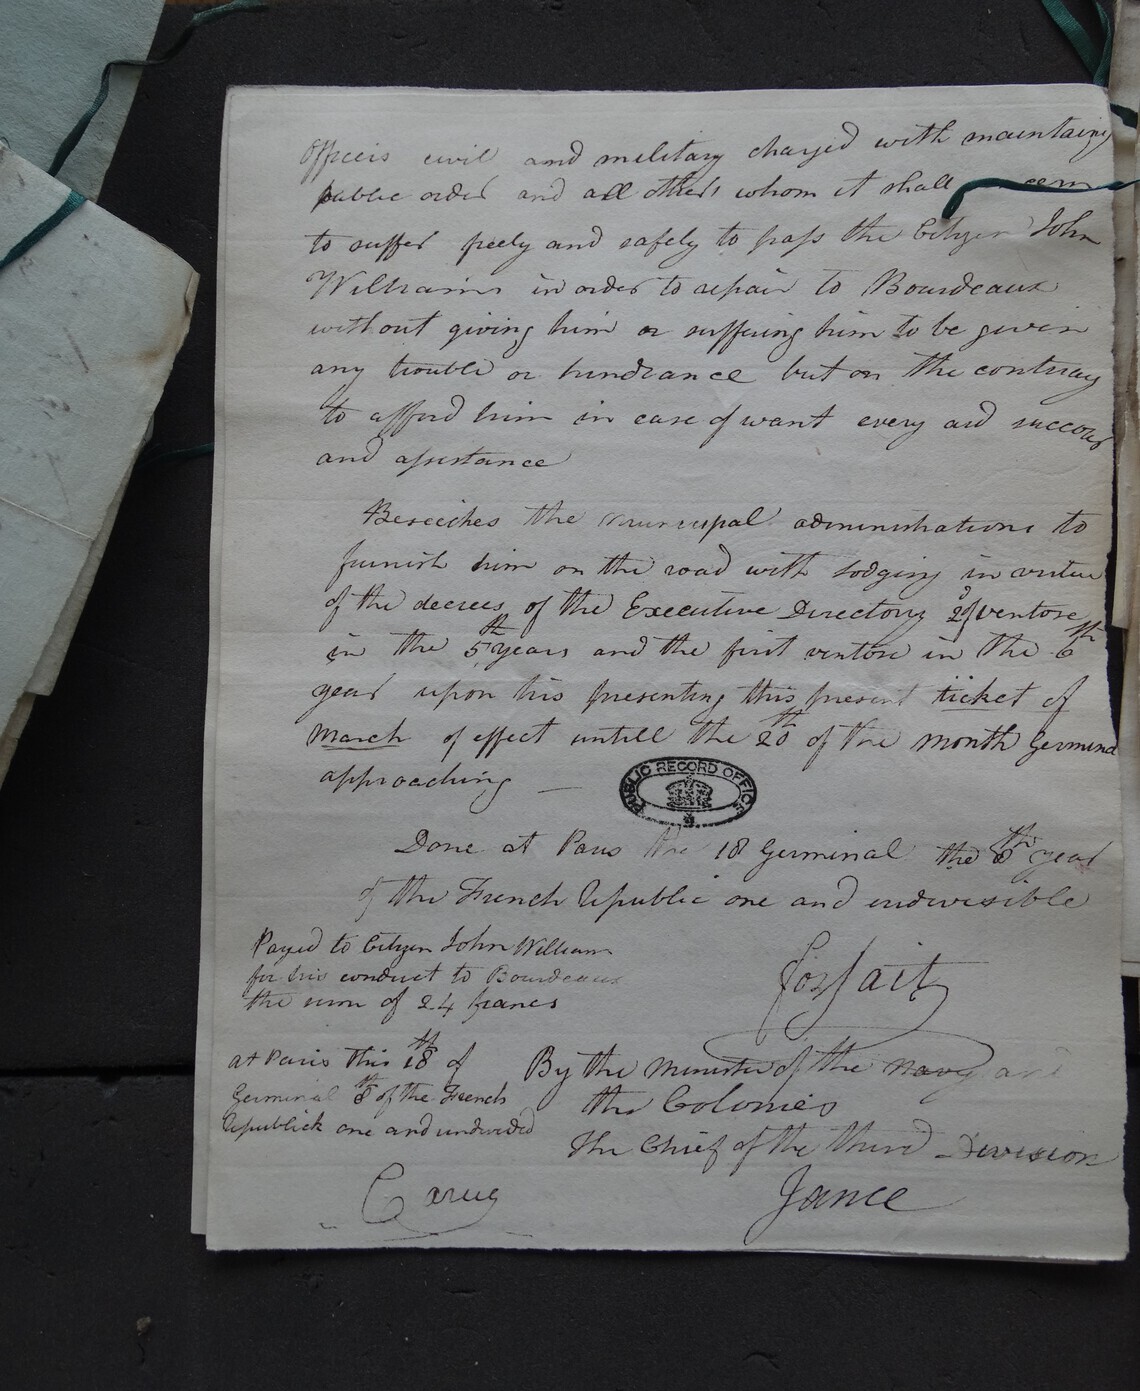 Officers civil and military charged with maintaing
public order and all others whom it shall
to suffer freely and safely to pass the Citizen John
Williams in order to repair to Bourdeaux
without giving him or suffering him to be given
any trouble or hindrance but on the contrary
to afford him in case of want every aid succour
and assistance
Beseeches the municipal administrations to
furnish him on the road with lodging in virtue
of the decrees of the Executive Directory 2d ventose
in the 5th years and the first ventose in the 6th
year upon his presenting this present ticket of
March of effect untill the 20th of the month Germinal
approaching —
PUBLIC RECORD OFFICE
Done at Paris the 18 Germinal the 8th year
of the French Republic one and indivisible
Payed to Citizen John William
for his conduct to Bourdeaux
the sum of 24 francs
Forfait
at Paris this 18th of
Germinal 8th of the French
Republick one and undivided
By the Minister of the Navy and
the Colonies
The Chief of the third Division
Jance